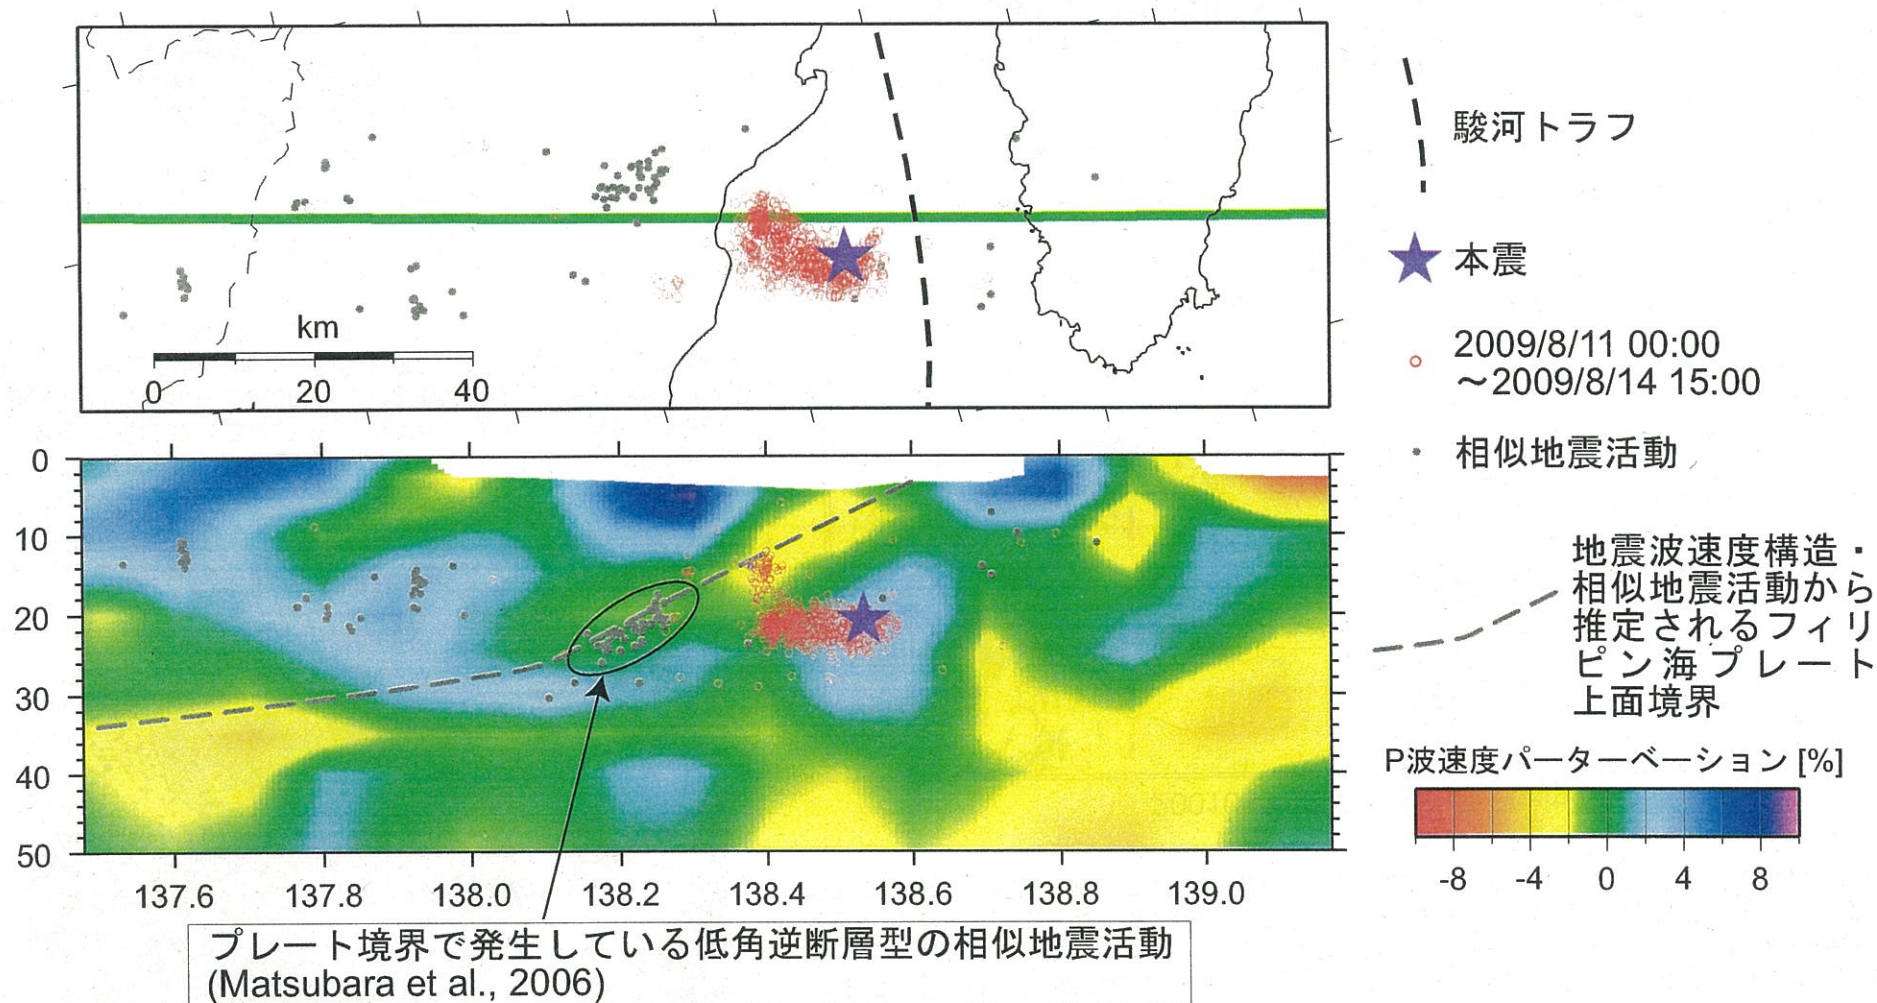 km
0 20 40
駿河トラフ
本震
2009/8/11 00:00
～2009/8/14 15:00
相似地震活動
地震波速度構造・
相似地震活動から
推定されるフィリ
ピン海プレート
上面境界
P波速度パーターベーション [%]
-8 -4 0 4 8
0
10
20
30
40
50
137.6 137.8 138.0 138.2 138.4 138.6 138.8 139.0
プレート境界で発生している低角逆断層型の相似地震活動
(Matsubara et al., 2006)